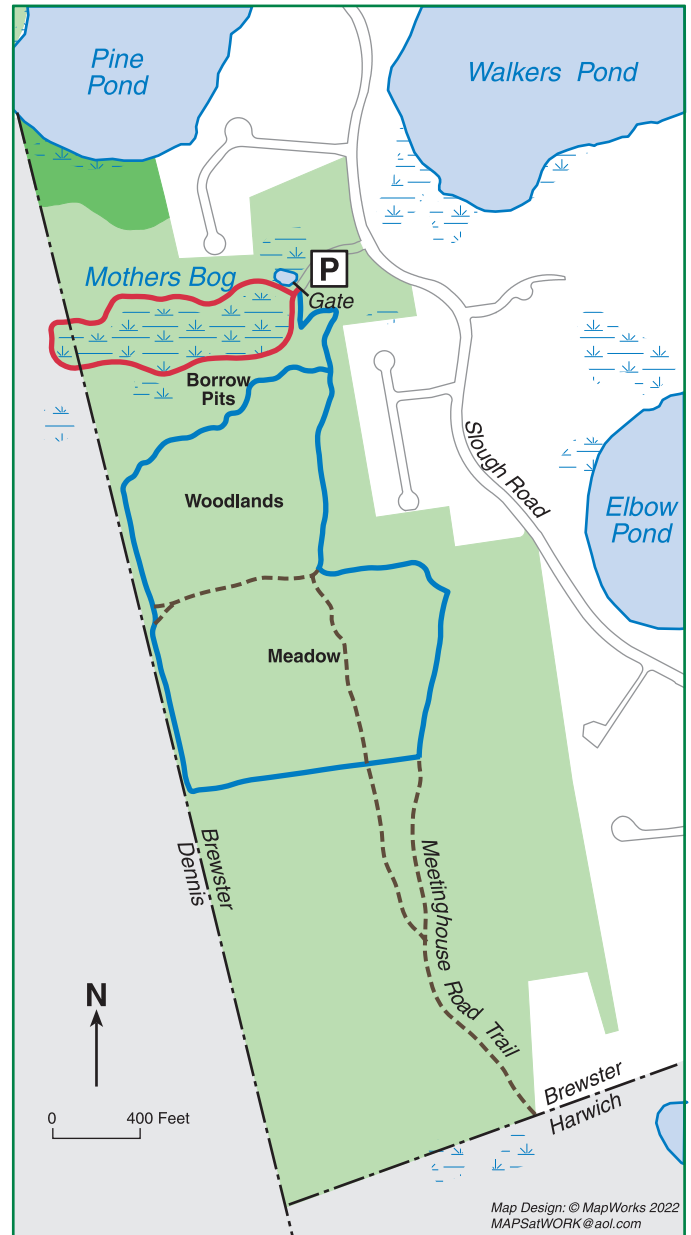 Pine
Pond
Walkers Pond
Mothers Bog
P
Gate
Borrow
Pits
Slough Road
Woodlands
Elbow
Pond
Meadow
Brewster
Dennis
Meetinghouse Road Trail
N
0 400 Feet
Brewster
Harwich
Map Design: © MapWorks 2022
MAPSatWORK@aol.com